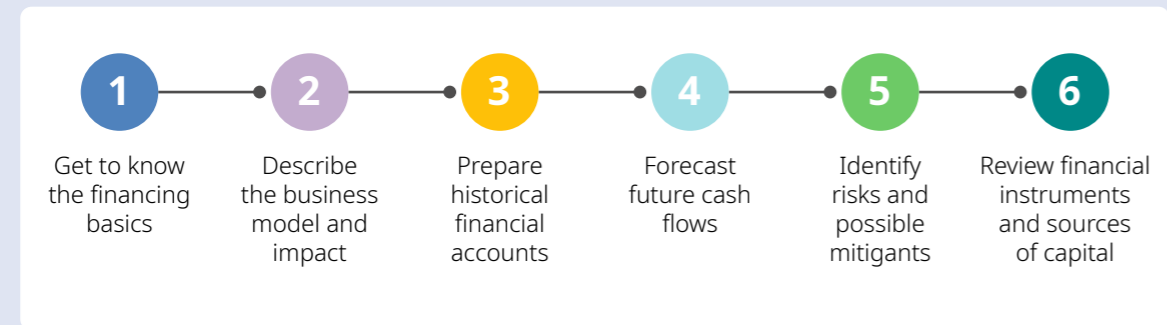 1
2
3
4
5
6
Get to know
the financing
basics
Describe
the business
model and
impact
Prepare
historical
financial
accounts
Forecast
future cash
flows
Identify
risks and
possible
mitigants
Review financial
instruments
and sources
of capital